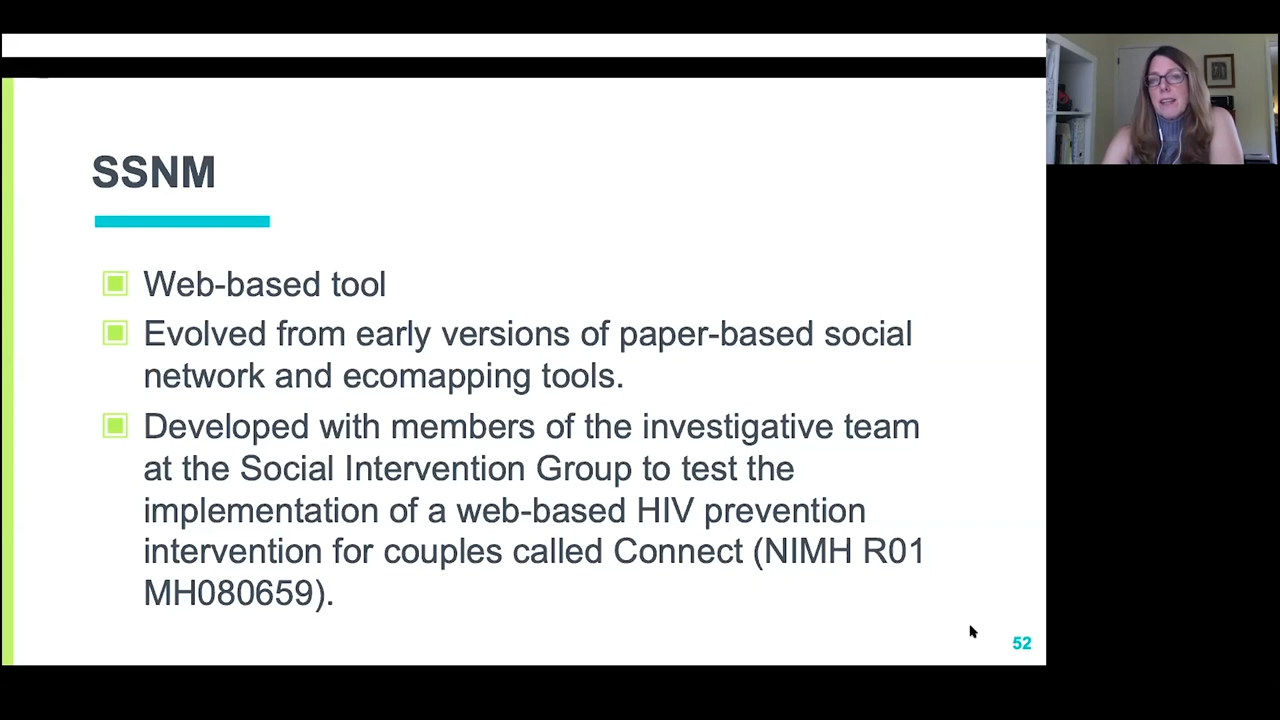 SSNM
Web-based tool
Evolved from early versions of paper-based social
network and ecomapping tools.
Developed with members of the investigative team
at the Social Intervention Group to test the
implementation of a web-based HIV prevention
intervention for couples called Connect (NIMH R01
MH080659).
52